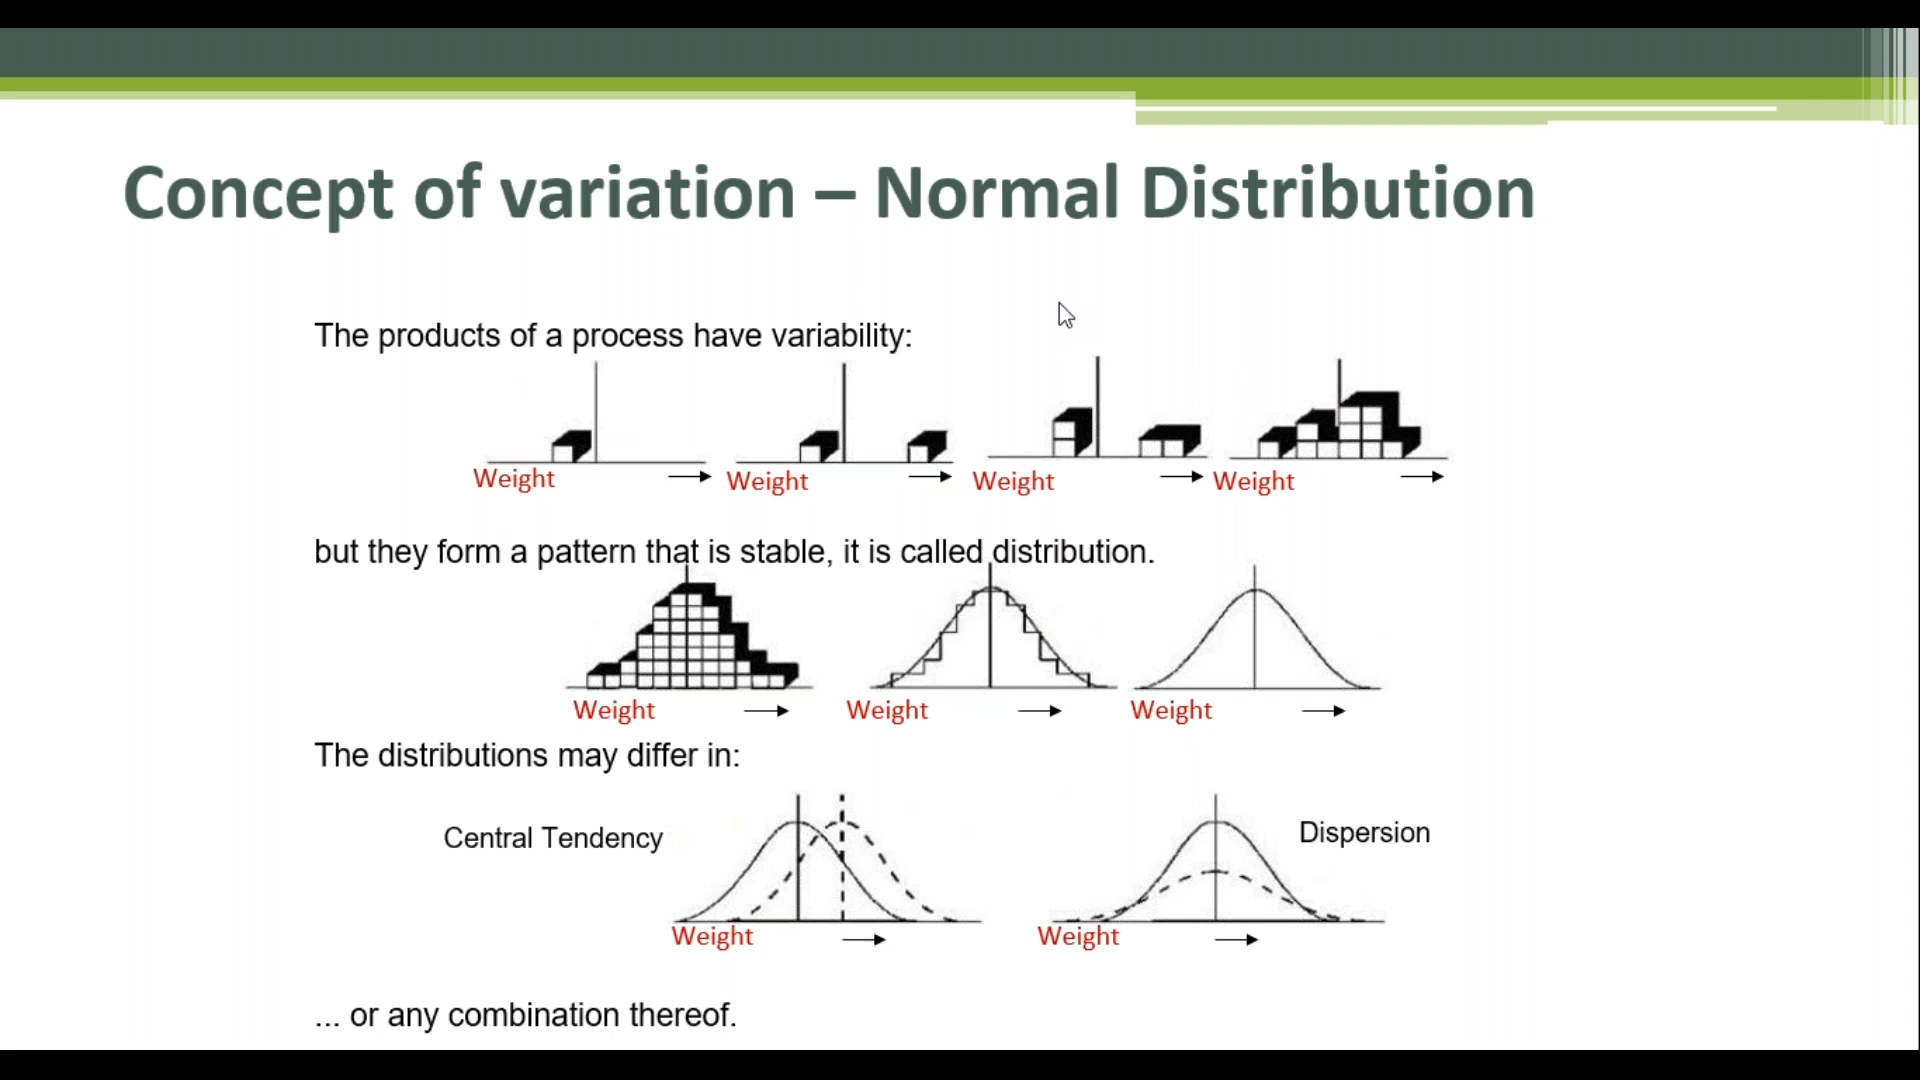 Concept of variation – Normal Distribution
The products of a process have variability:
Weight
Weight
Weight
Weight
but they form a pattern that is stable, it is called distribution.
Weight
Weight
Weight
The distributions may differ in:
Central Tendency
Dispersion
Weight
Weight
... or any combination thereof.